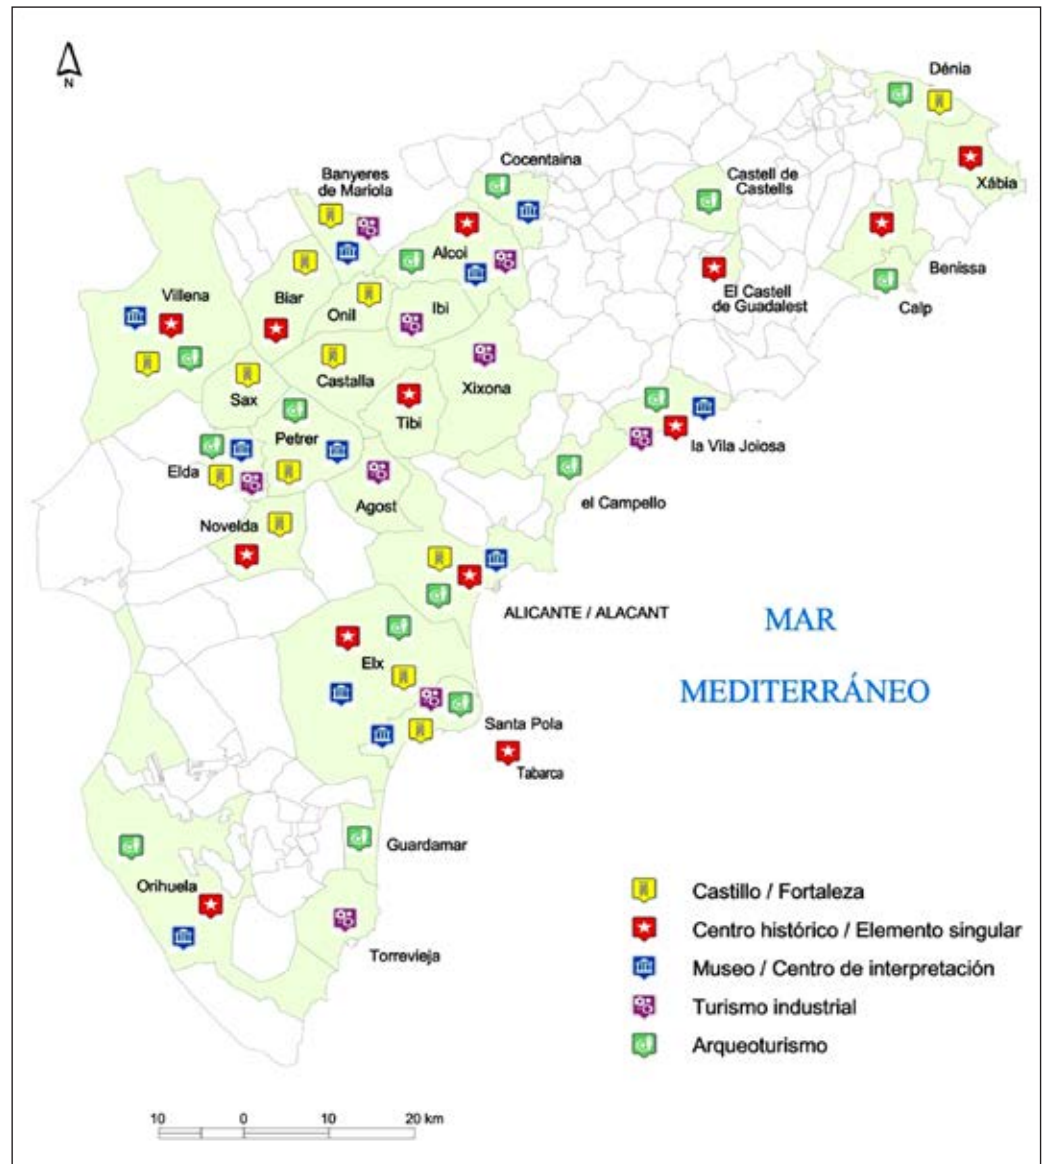 N
Dénia
Cocentaina
Banyeres
de Mariola
Castell de
Castells
Xábia
Alcoi
Benissa
Villena
Biar
El Castell
de Guadalest
Onil
Ibi
Calp
Castalla
Xixona
Sax
Tibi
Petrer
la Vila Joiosa
Elda
Agost
el Campello
Novelda
ALICANTE / ALACANT
MAR
MEDITERRÁNEO
Elx
Santa Pola
Tabarca
Guardamar
Orihuela
Torrevieja
Castillo / Fortaleza
Centro histórico / Elemento singular
Museo / Centro de interpretación
Turismo industrial
Arqueoturismo
10 0 10 20 km